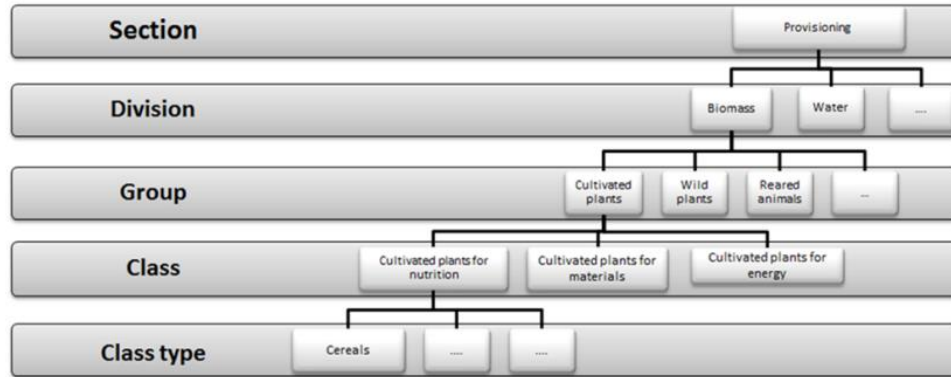 Section
Provisioning
Division
Biomass
Water
....
Group
Cultivated
plants
Wild
plants
Reared
animals
...
Class
Cultivated plants for
nutrition
Cultivated plants for
materials
Cultivated plants for
energy
Class type
Cereals
....
....